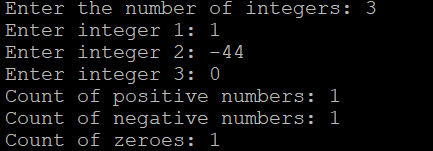 Enter the number of integers: 3
Enter integer 1: 1
Enter integer 2: -44
Enter integer 3: 0
Count of positive numbers: 1
Count of negative numbers: 1
Count of zeroes: 1